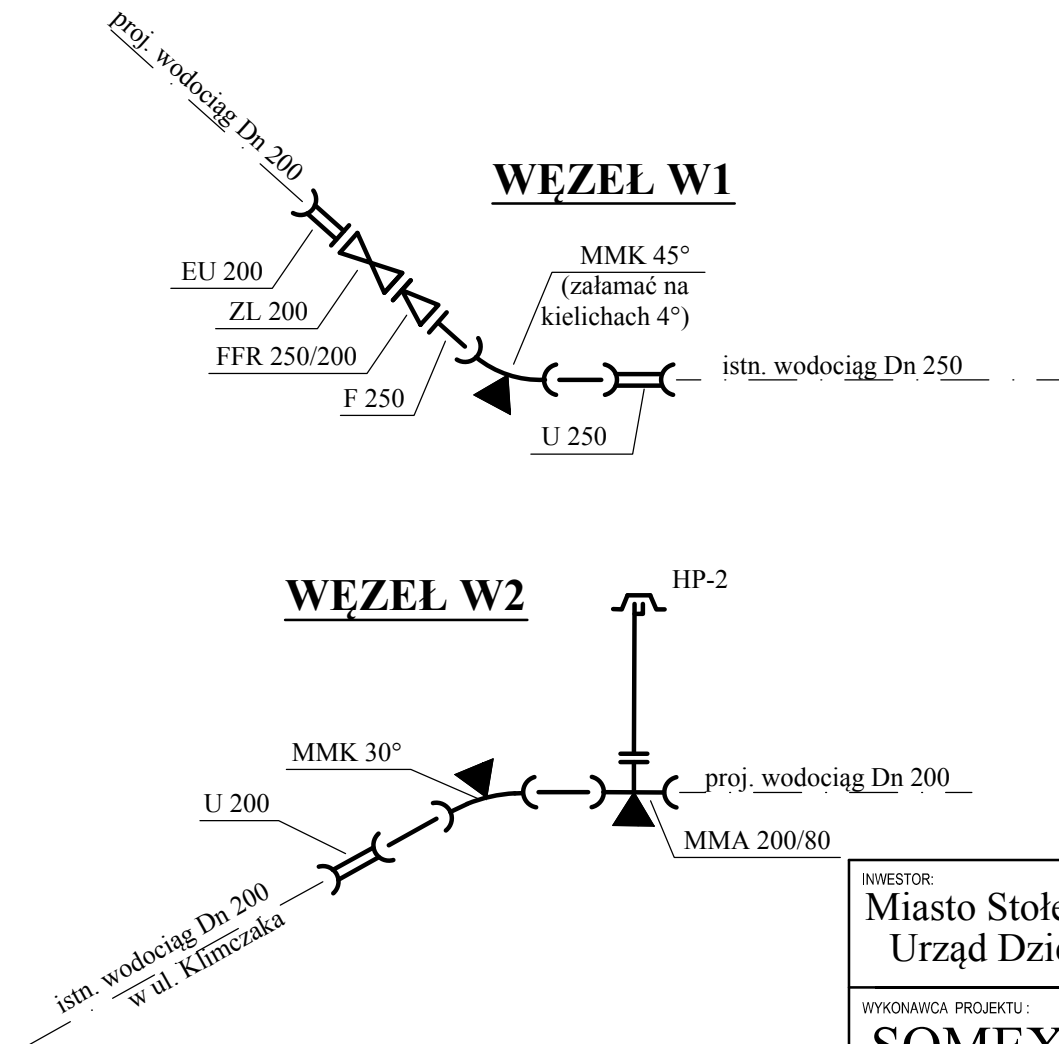 proj. wodociąg Dn 200
WĘZEŁ W1
MMK 45°
(załamać na
kielichach 4°)
EU 200
ZL 200
FFR 250/200
F 250
istn. wodociąg Dn 250
U 250
WĘZEŁ W2
HP-2
MMK 30°
U 200
proj. wodociąg Dn 200
MMA 200/80
istn. wodociąg Dn 200
w ul. Klimczaka
INWESTOR:
Miasto Stołe
Urząd Dzie
WYKONAWCA PROJEKTU :
SOMEX